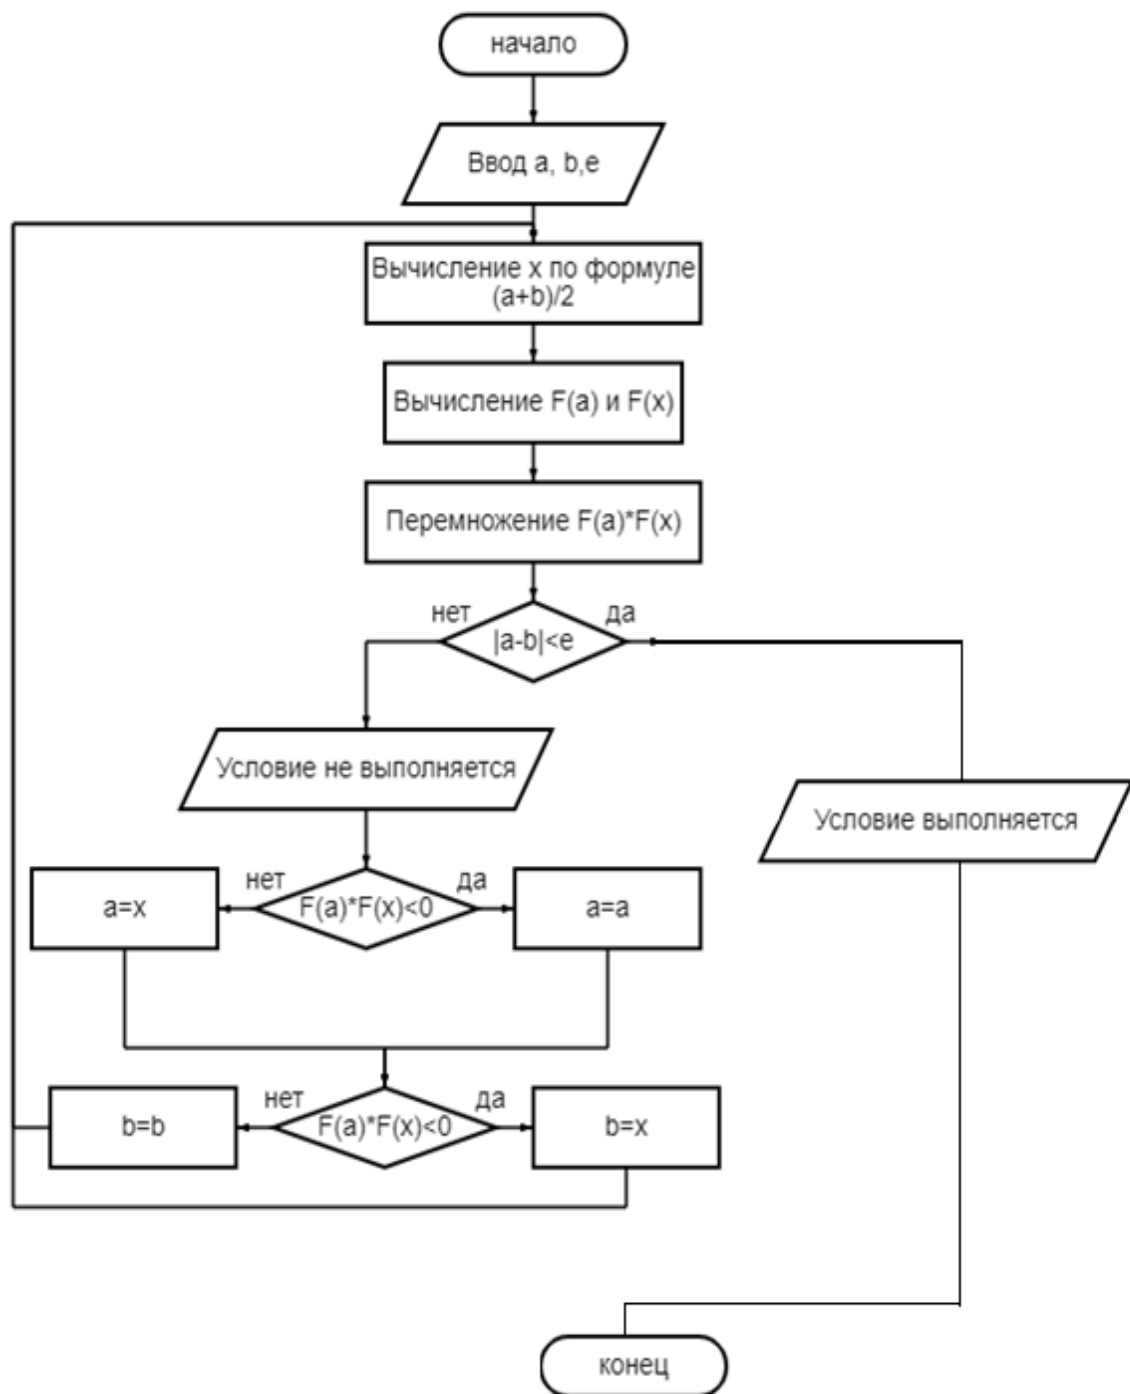 начало
Ввод a, b,e
Вычисление x по формуле
(a+b)/2
Вычисление F(a) и F(x)
Перемножение F(a)*F(x)
нет
да
|a-b|<e
Условие не выполняется
Условие выполняется
нет
да
a=x
F(a)*F(x)<0
a=a
нет
да
b=b
F(a)*F(x)<0
b=x
конец